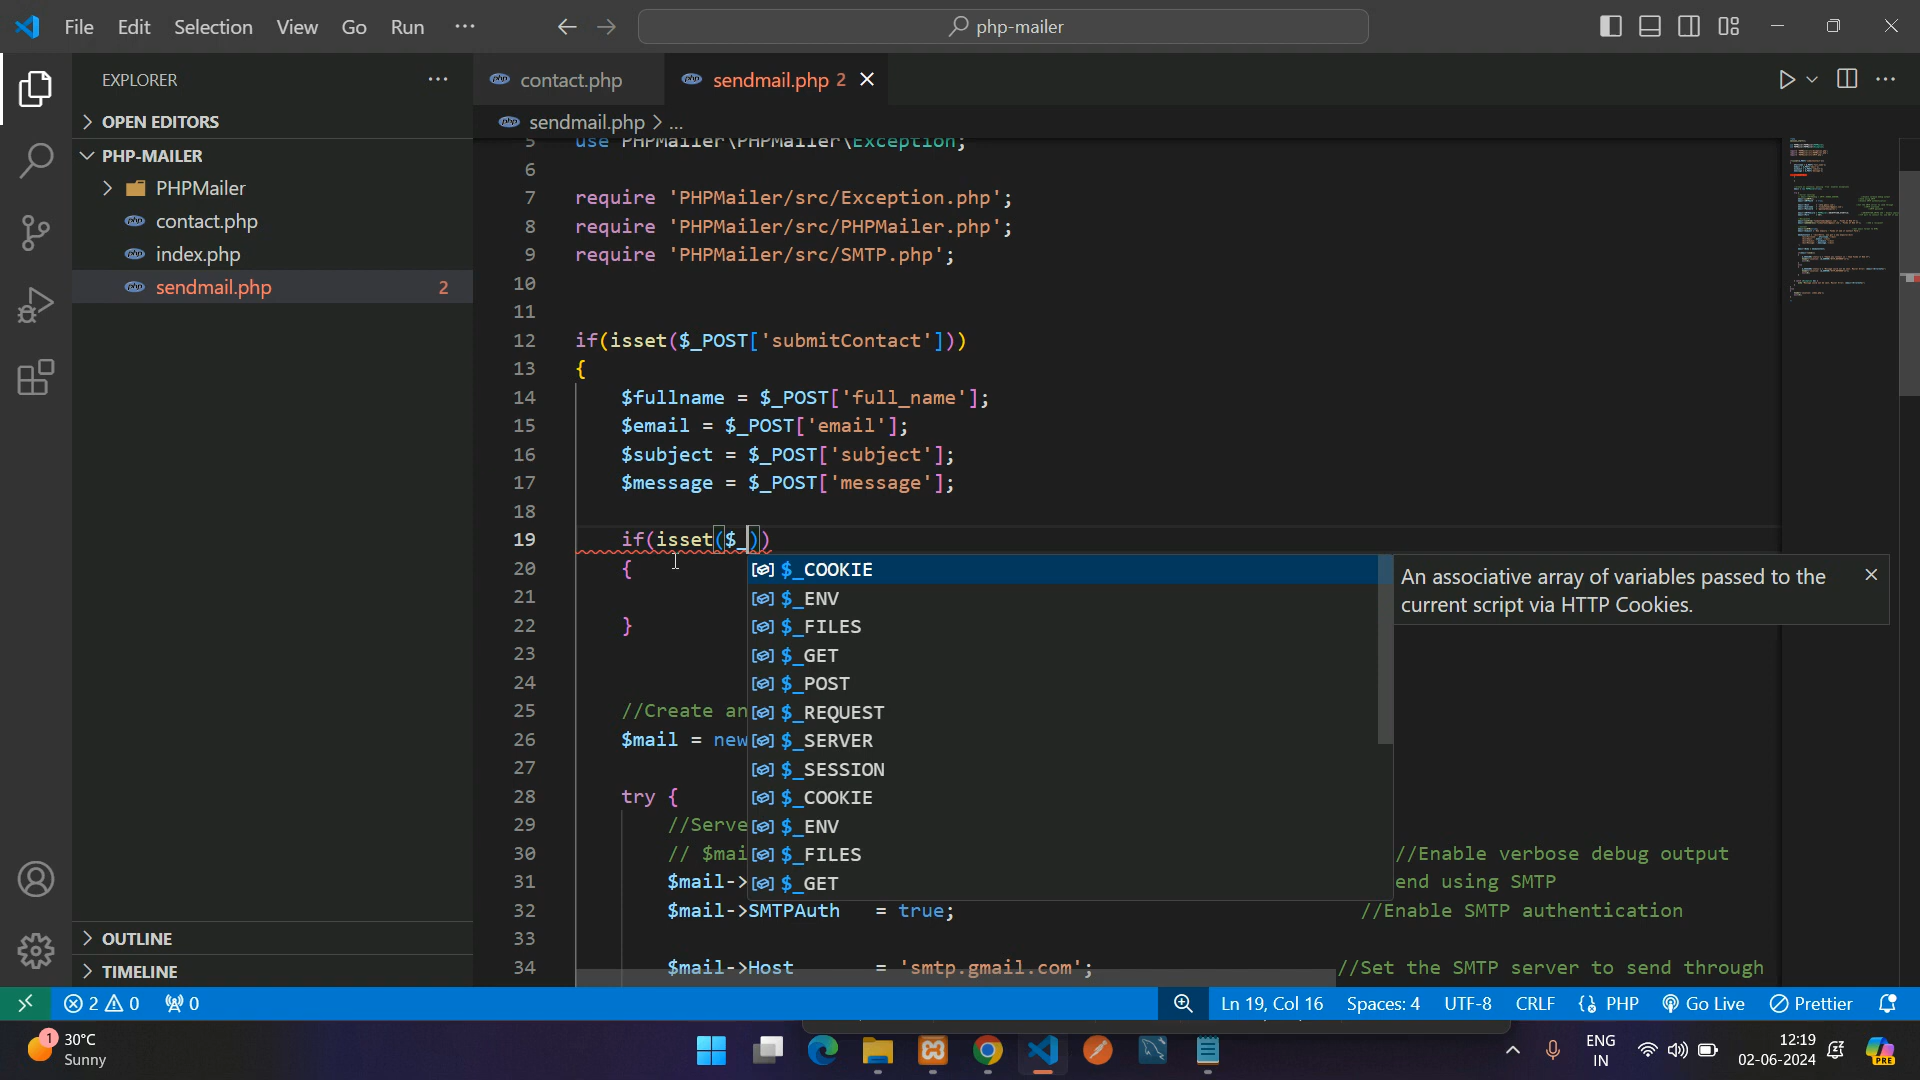 File Edit Selection View Go Run ··· php-mailer
EXPLORER ···
contact.php sendmail.php 2
OPEN EDITORS
sendmail.php > ...
PHP-MAILER
PHPMailer
contact.php
index.php
sendmail.php 2
5 use PHPMailer\PHPMailer\Exception;
6
7 require 'PHPMailer/src/Exception.php';
8 require 'PHPMailer/src/PHPMailer.php';
9 require 'PHPMailer/src/SMTP.php';
10
11
12 if(isset($_POST['submitContact']))
13 {
14 $fullname = $_POST['full_name'];
15 $email = $_POST['email'];
16 $subject = $_POST['subject'];
17 $message = $_POST['message'];
18
19 if(isset($_))
20 {
21
22 }
23
24
25 //Create an
26 $mail = new
27
28 try {
29 //Serve
30 // $mai //Enable verbose debug output
31 $mail-> end using SMTP
32 $mail->SMTPAuth = true; //Enable SMTP authentication
33
34 $mail->Host = 'smtp.gmail.com'; //Set the SMTP server to send through
$_COOKIE
$_ENV
$_FILES
$_GET
$_POST
$_REQUEST
$_SERVER
$_SESSION
$_COOKIE
$_ENV
$_FILES
$_GET
An associative array of variables passed to the
current script via HTTP Cookies.
OUTLINE
TIMELINE
2 0 0 Ln 19, Col 16 Spaces: 4 UTF-8 CRLF PHP Go Live Prettier
1 30°C
Sunny
ENG
IN
12:19
02-06-2024
PRE